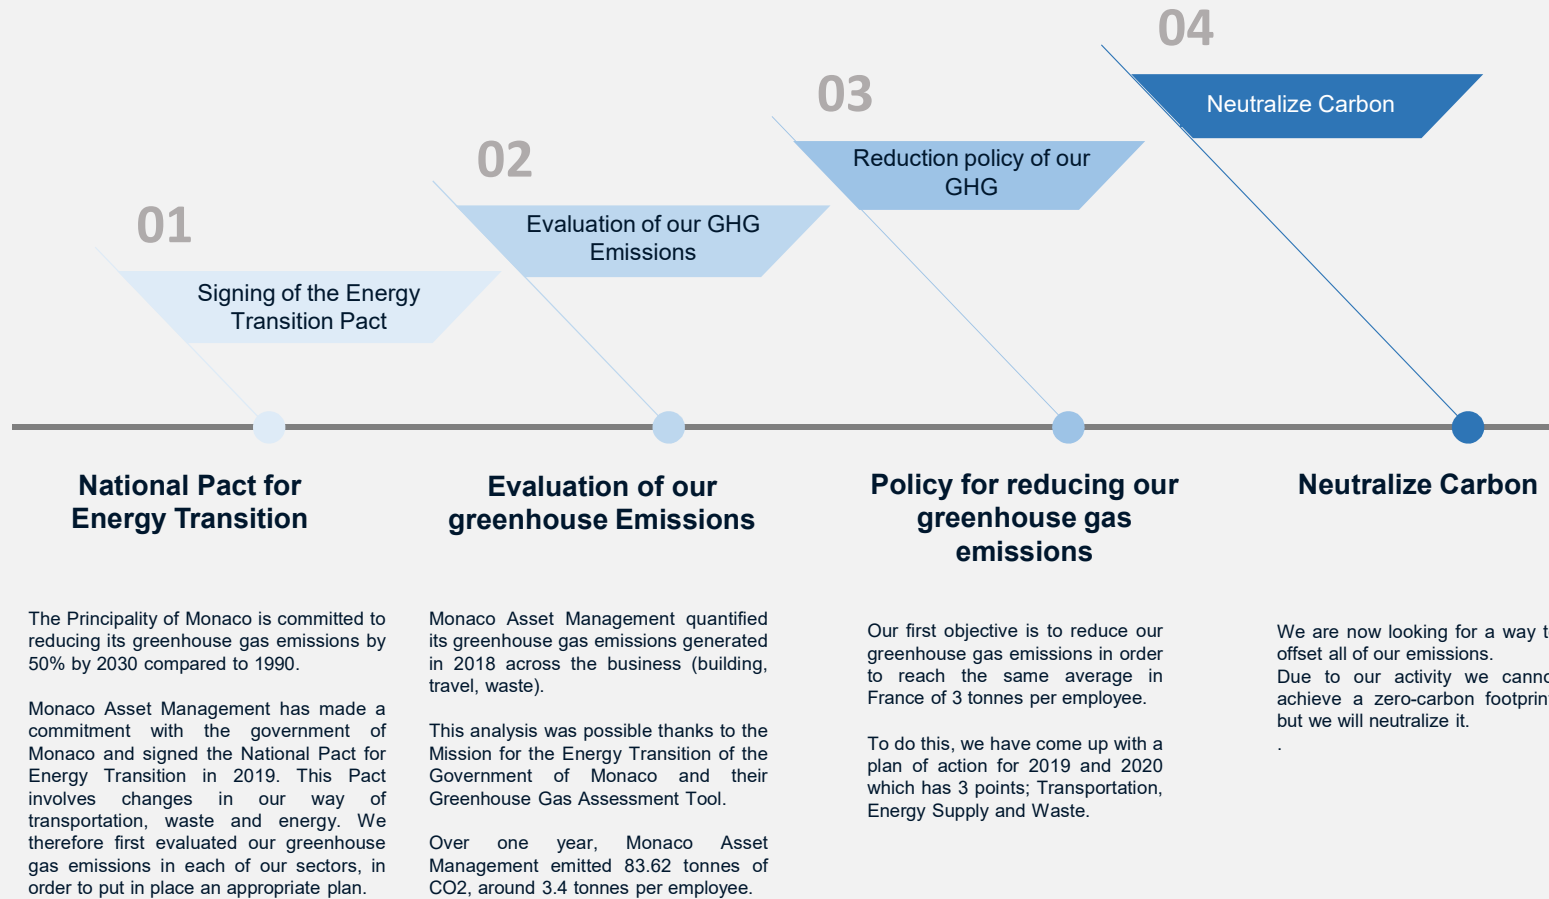 04
Neutralize Carbon
03
Reduction policy of our
GHG
02
Evaluation of our GHG
Emissions
01
Signing of the Energy
Transition Pact
National Pact for
Energy Transition
The Principality of Monaco is committed to
reducing its greenhouse gas emissions by
50% by 2030 compared to 1990.
Monaco Asset Management has made a
commitment with the government of
Monaco and signed the National Pact for
Energy Transition in 2019. This Pact
involves changes in our way of
transportation, waste and energy. We
therefore first evaluated our greenhouse
gas emissions in each of our sectors, in
order to put in place an appropriate plan.
Evaluation of our
greenhouse Emissions
Monaco Asset Management quantified
its greenhouse gas emissions generated
in 2018 across the business (building,
travel, waste).
This analysis was possible thanks to the
Mission for the Energy Transition of the
Government of Monaco and their
Greenhouse Gas Assessment Tool.
Over one year, Monaco Asset
Management emitted 83.62 tonnes of
CO2, around 3.4 tonnes per employee.
Policy for reducing our
greenhouse gas
emissions
Our first objective is to reduce our
greenhouse gas emissions in order
to reach the same average in
France of 3 tonnes per employee.
To do this, we have come up with a
plan of action for 2019 and 2020
which has 3 points; Transportation,
Energy Supply and Waste.
Neutralize Carbon
We are now looking for a way
offset all of our emissions.
Due to our activity we
achieve a zero-carbon footprint
but we will neutralize it.
.